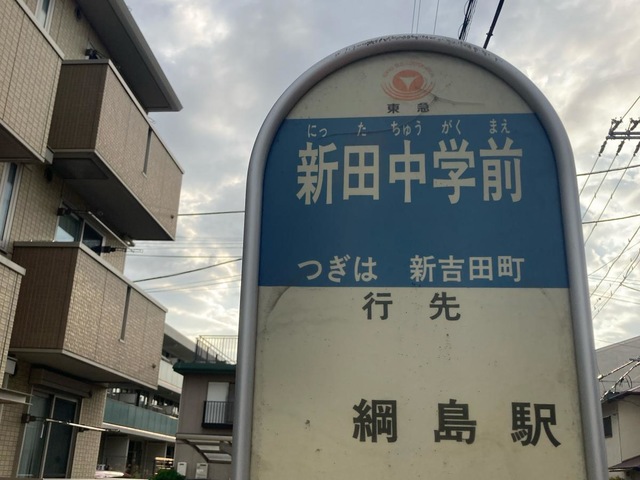 東急
にったちゅうがくまえ
新田中学前
つぎは 新吉田町
行先
綱島駅